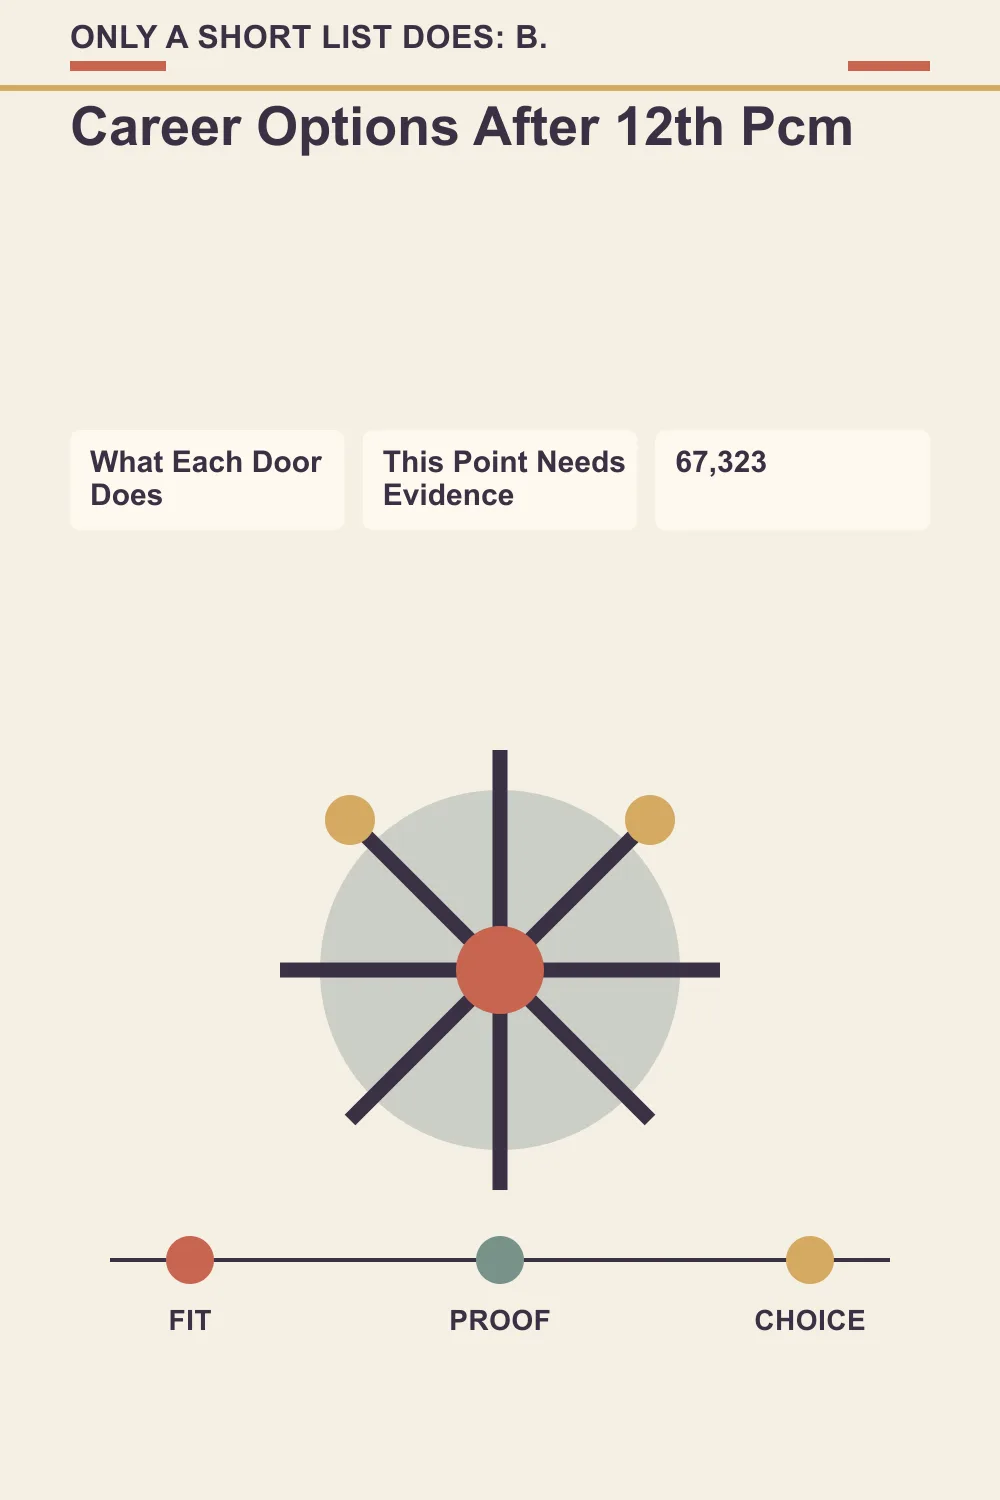 ONLY A SHORT LIST DOES: B.
Career Options After 12th Pcm
What Each Door
Does
This Point Needs
Evidence
67,323
FIT
PROOF
CHOICE